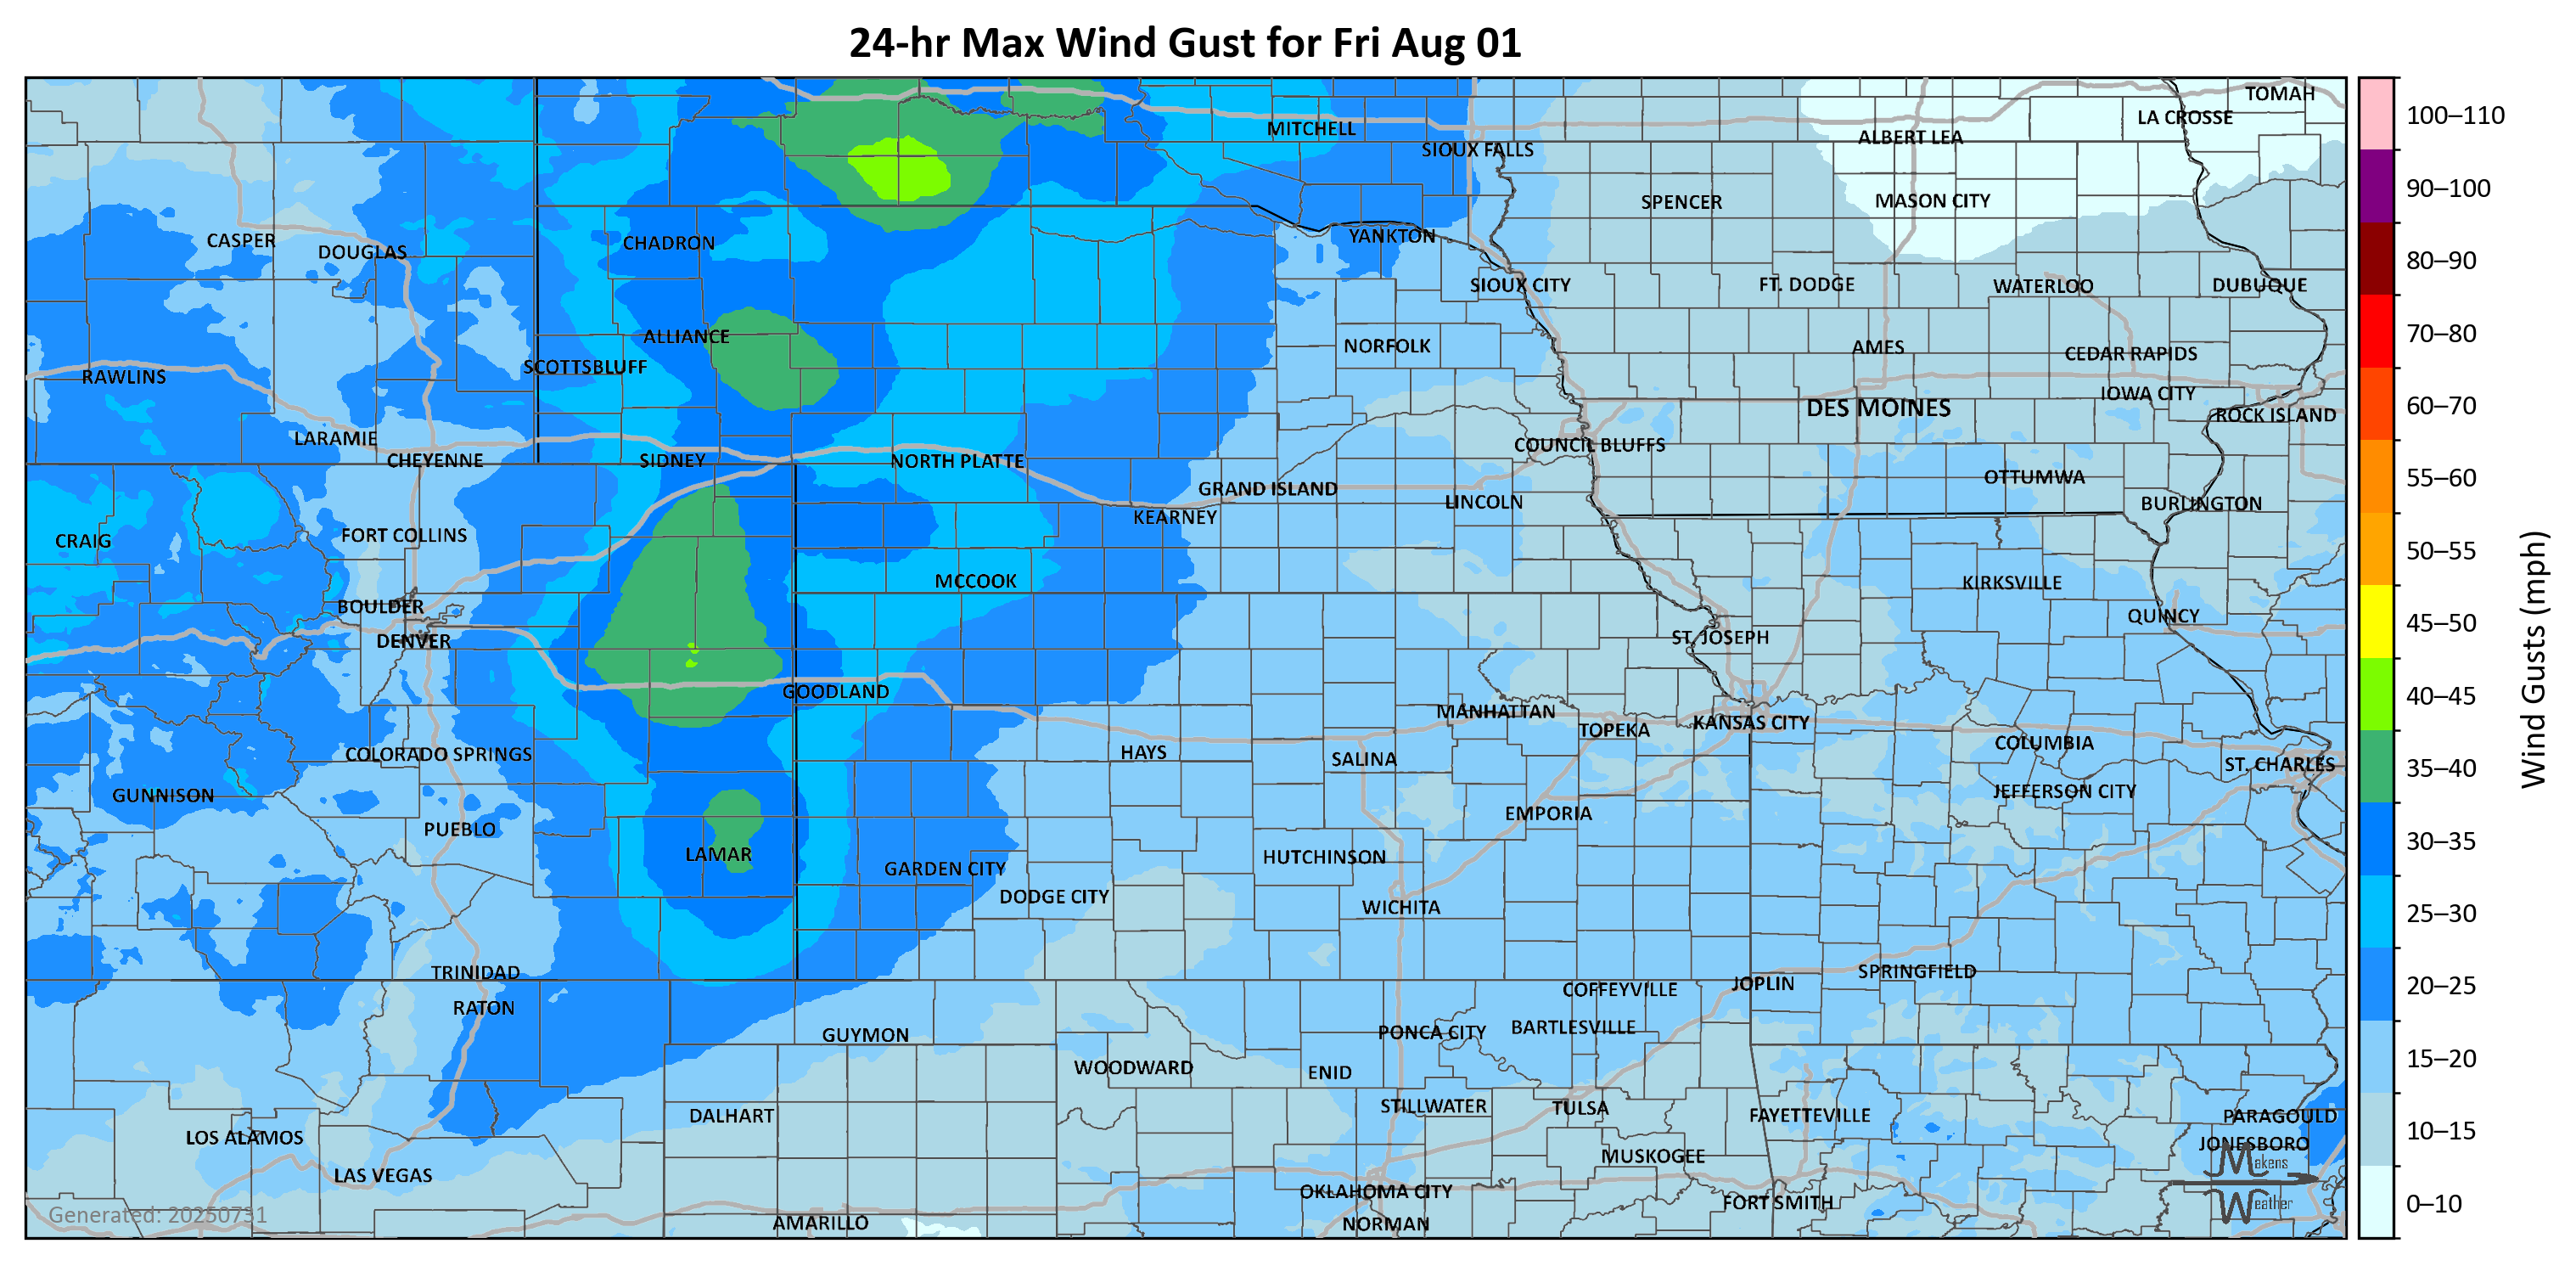 24-hr Max Wind Gust for Fri Aug 01
TOMAH
LA CROSSE
MITCHELL
ALBERT LEA
SIOUX FALLS
SPENCER
MASON CITY
CASPER
DOUGLAS
CHADRON
YANKTON
SIOUX CITY
FT. DODGE
WATERLOO
DUBUQUE
ALLIANCE
NORFOLK
AMES
CEDAR RAPIDS
SCOTTSBLUFF
RAWLINS
IOWA CITY
DES MOINES
ROCK ISLAND
LARAMIE
COUNCIL BLUFFS
CHEYENNE
SIDNEY
NORTH PLATTE
OTTUMWA
GRAND ISLAND
LINCOLN
BURLINGTON
KEARNEY
FORT COLLINS
CRAIG
MCCOOK
KIRKSVILLE
BOULDER
QUINCY
DENVER
ST. JOSEPH
GOODLAND
MANHATTAN
TOPEKA
KANSAS CITY
COLUMBIA
COLORADO SPRINGS
HAYS
SALINA
ST. CHARLES
GUNNISON
JEFFERSON CITY
EMPORIA
PUEBLO
LAMAR
HUTCHINSON
GARDEN CITY
DODGE CITY
WICHITA
TRINIDAD
SPRINGFIELD
JOPLIN
COFFEYVILLE
RATON
BARTLESVILLE
PONCA CITY
GUYMON
WOODWARD
ENID
STILLWATER
TULSA
DALHART
FAYETTEVILLE
PARAGOULD
LOS ALAMOS
JONESBORO
MUSKOGEE
LAS VEGAS
OKLAHOMA CITY
FORT SMITH
AMARILLO
NORMAN
Generated: 20250731
Makens
Weather
100–110
90–100
80–90
70–80
60–70
55–60
50–55
45–50
40–45
35–40
30–35
25–30
20–25
15–20
10–15
0–10
Wind Gusts (mph)